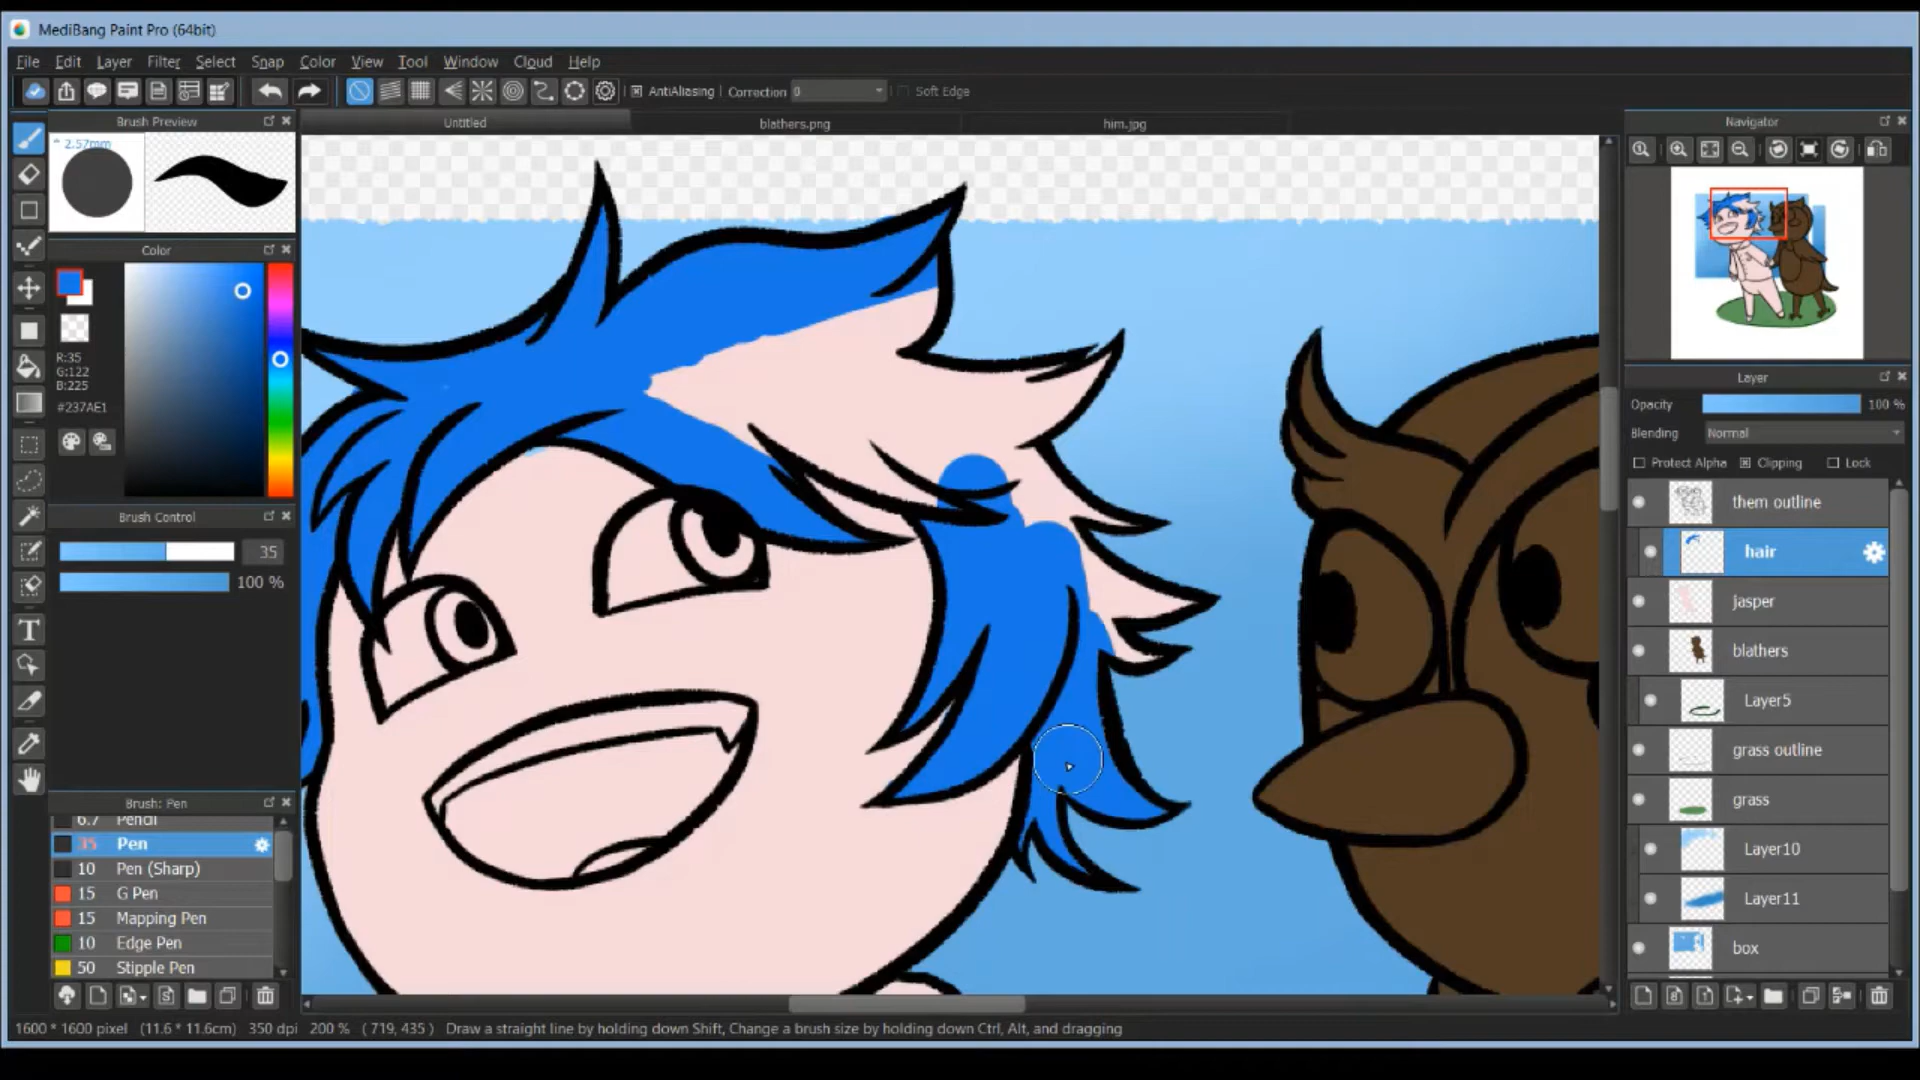 MediBang Paint Pro (64bit)
File Edit Layer Filter Select Snap Color View Tool Window Cloud Help
AntiAliasing Correction 0 Soft Edge
Brush Preview
Untitled blathers.png him.jpg
Navigator
2.57mm
Color
R:35
G:122
B:225
#237AE1
Brush Control
35
100 %
Brush: Pen
6.7 Pencil
35 Pen
10 Pen (Sharp)
15 G Pen
15 Mapping Pen
10 Edge Pen
50 Stipple Pen
Layer
Opacity 100 %
Blending Normal
Protect Alpha Clipping Lock
them outline
hair
jasper
blathers
Layer5
grass outline
grass
Layer10
Layer11
box
1600 * 1600 pixel (11.6 * 11.6cm) 350 dpi 200 % ( 719, 435 ) Draw a straight line by holding down Shift, Change a brush size by holding down Ctrl, Alt, and dragging